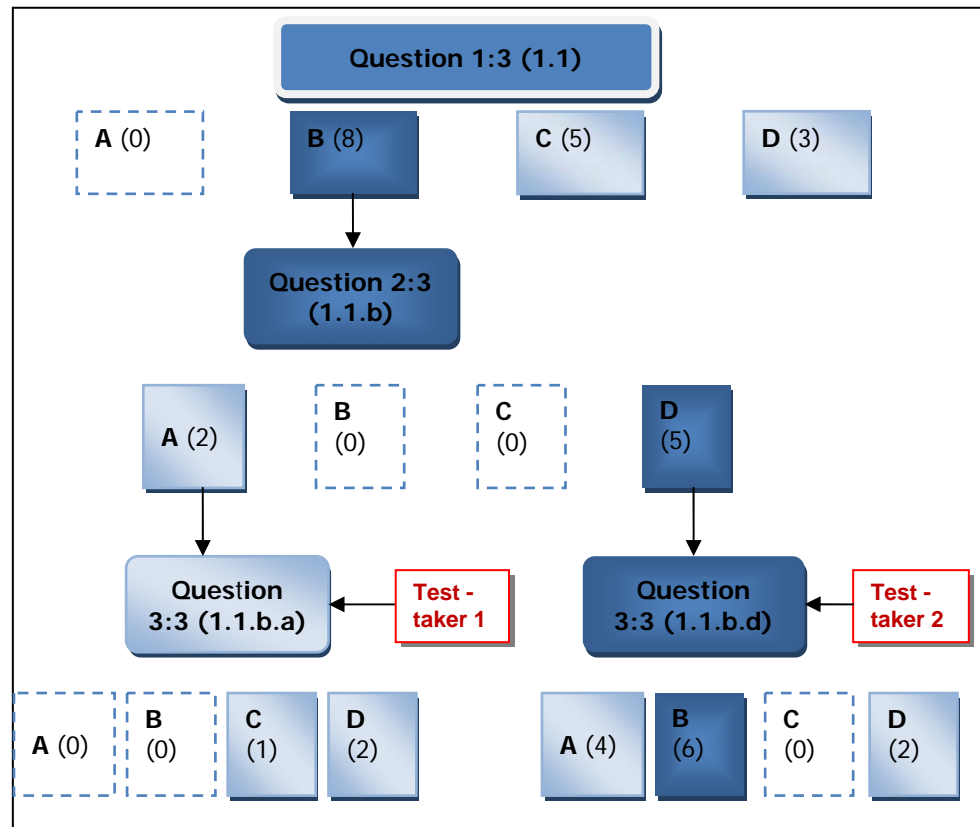 Question 1:3 (1.1)
A (0)
B (8)
C (5)
D (3)
Question 2:3
(1.1.b)
A (2)
B
(0)
C
(0)
D
(5)
Question
3:3 (1.1.b.a)
Test -
taker 1
Question
3:3 (1.1.b.d)
Test -
taker 2
A (0)
B
(0)
C
(1)
D
(2)
A (4)
B
(6)
C
(0)
D
(2)